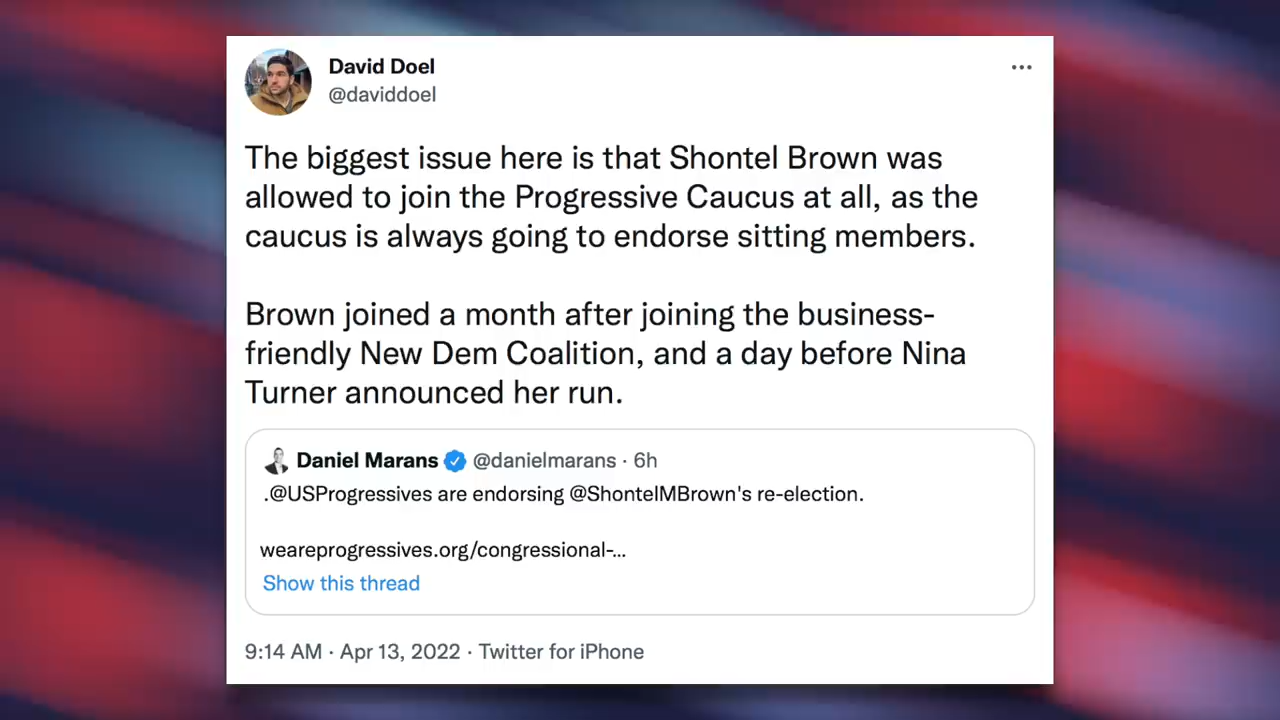 David Doel
@daviddoel
The biggest issue here is that Shontel Brown was
allowed to join the Progressive Caucus at all, as the
caucus is always going to endorse sitting members.
Brown joined a month after joining the business-
friendly New Dem Coalition, and a day before Nina
Turner announced her run.
Daniel Marans @danielmarans · 6h
.@USProgressives are endorsing @ShontelMBrown's re-election.
weareprogressives.org/congressional-...
Show this thread
9:14 AM · Apr 13, 2022 · Twitter for iPhone